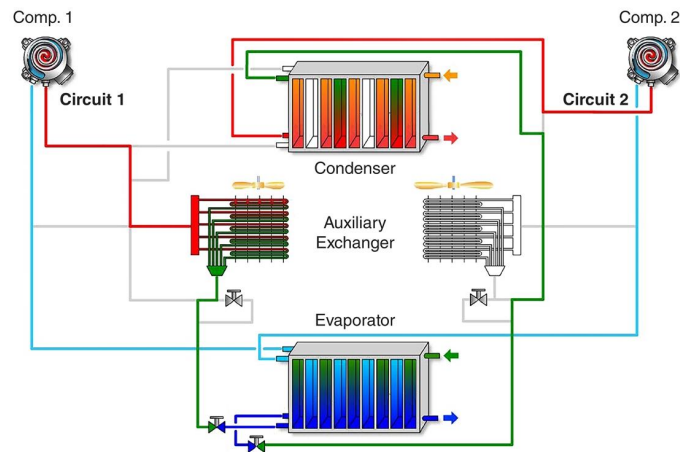 Comp. 1
Comp. 2
Circuit 1
Circuit 2
Condenser
Auxiliary
Exchanger
Evaporator